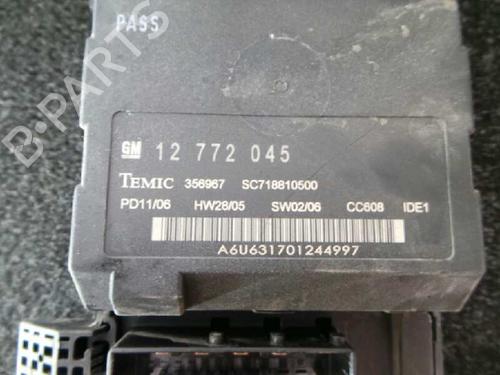 PASS
GM 12 772 045
TEMIC 356967 SC718810500
PD11/06 HW28/05 SW02/06 CC608 IDE1
A6U631701244997
B-PARTS